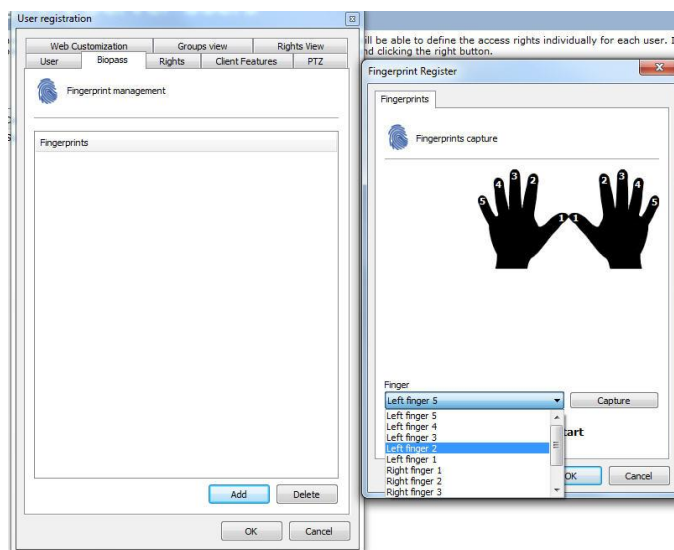 User registration
ill be able to define the access rights individually for each user. I
nd clicking the right button.
Web Customization
Groups view
Rights View
User
Biopass
Rights
Client Features
PTZ
Fingerprint management
Fingerprints
Add
Delete
OK
Cancel
Fingerprint Register
Fingerprints
Fingerprints capture
5 4 3 2 1 1 2 3 4 5
Finger
Left finger 5
Capture
Left finger 5
Left finger 4
Left finger 3
Left finger 2
Left finger 1
Right finger 1
Right finger 2
Right finger 3
tart
OK
Cancel